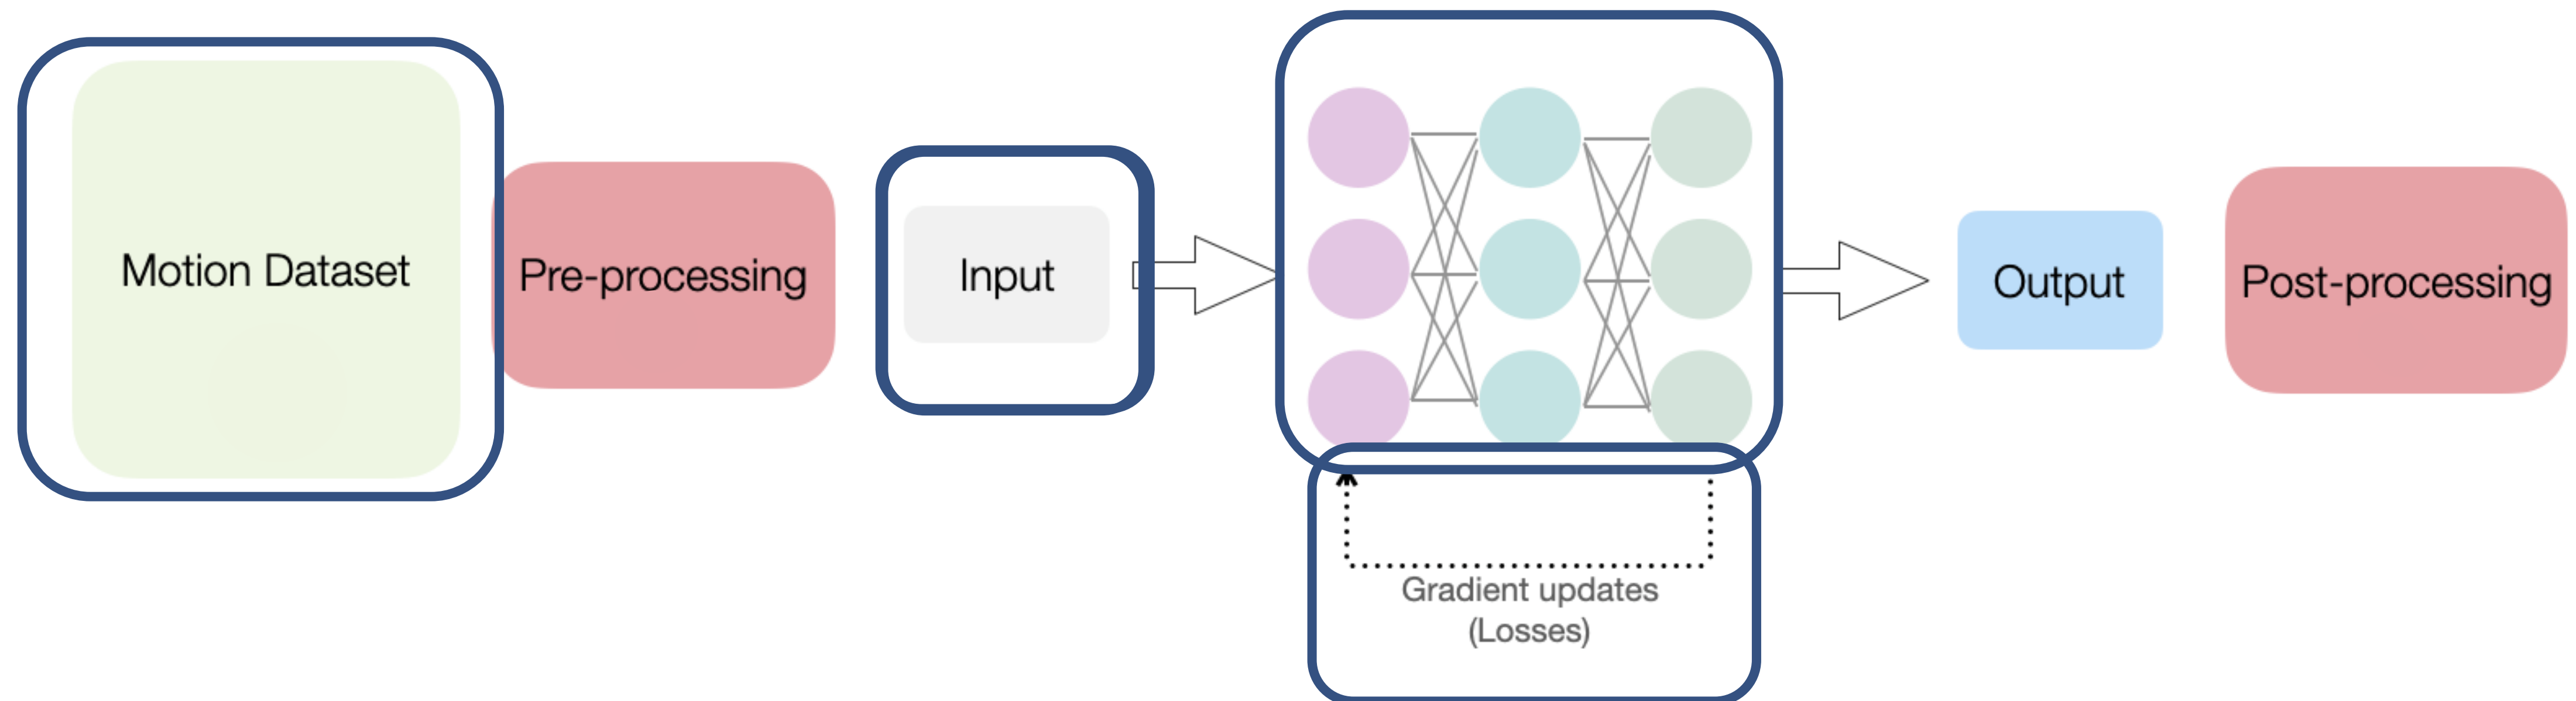 Motion Dataset
Pre-processing
Input
Gradient updates
(Losses)
Output
Post-processing